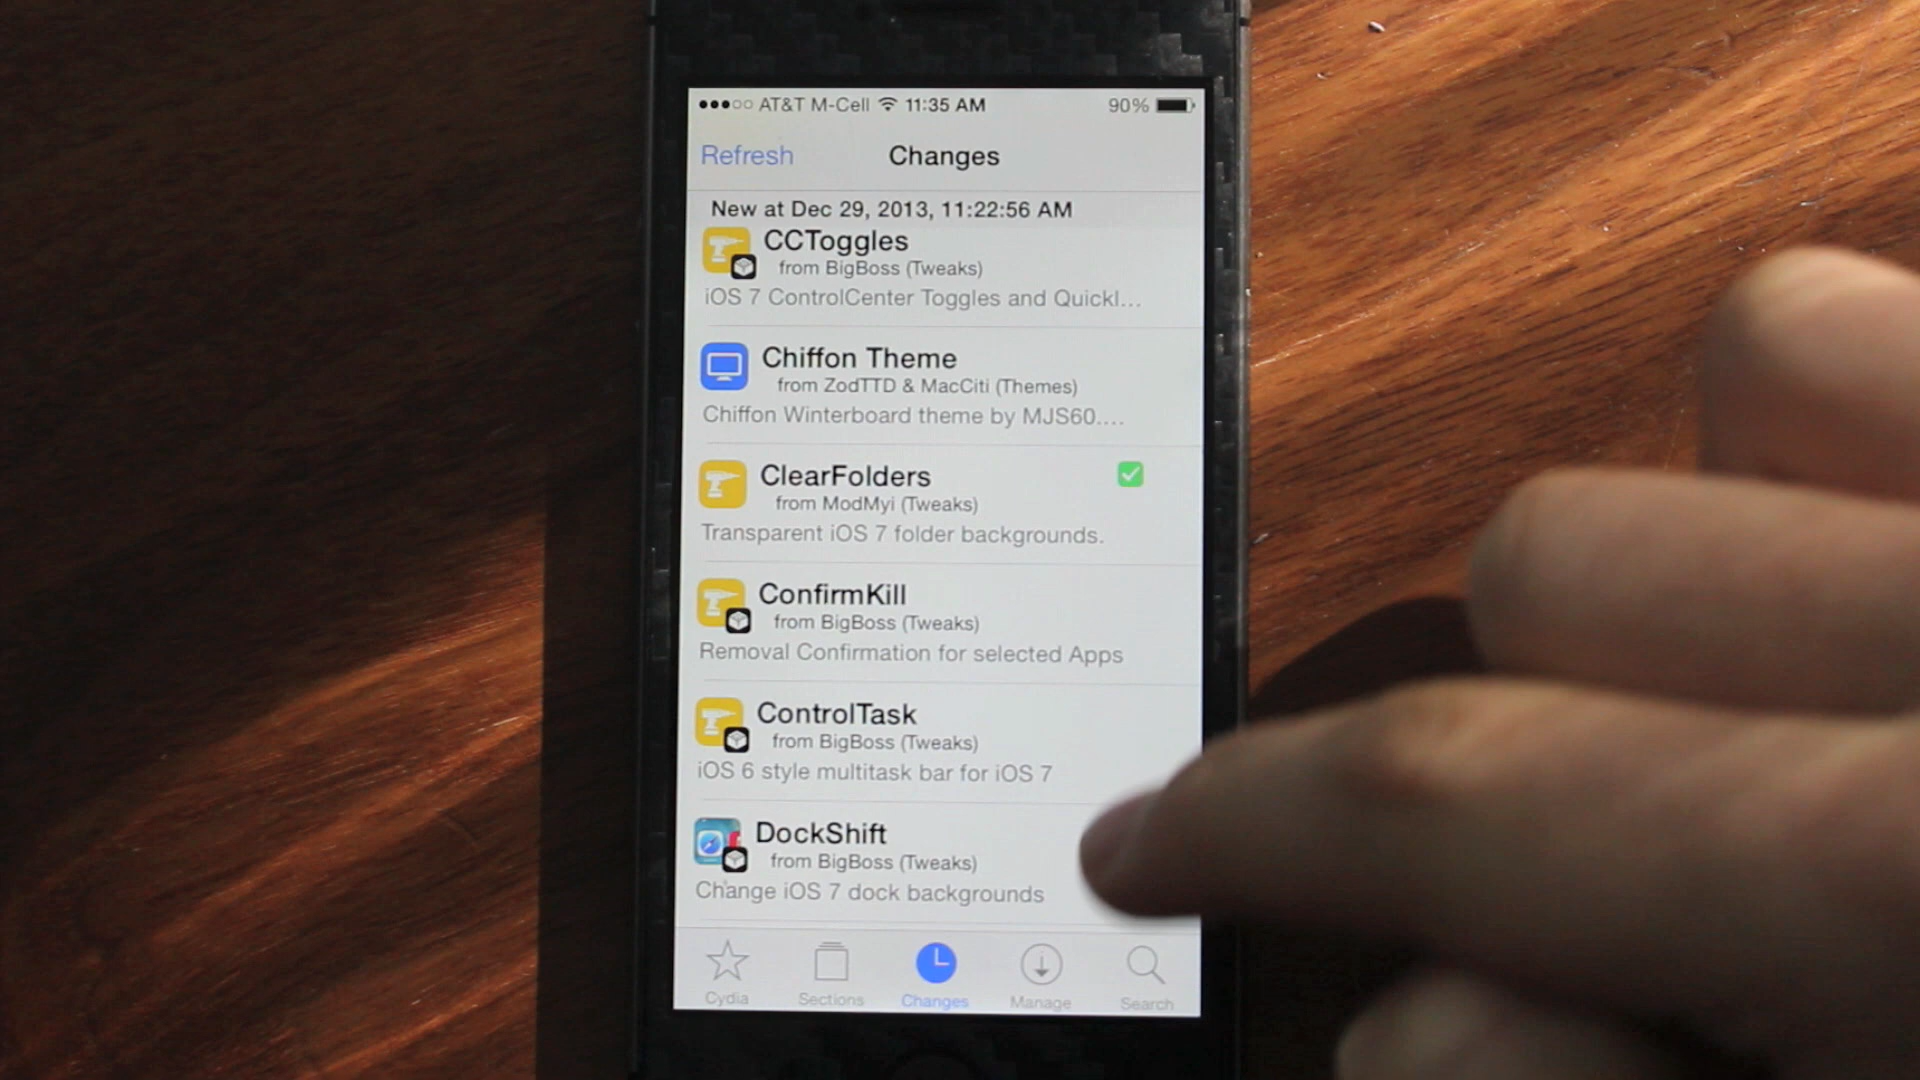 AT&T M-Cell 11:35 AM 90%
Refresh Changes
New at Dec 29, 2013, 11:22:56 AM
CCToggles
from BigBoss (Tweaks)
iOS 7 ControlCenter Toggles and Quickl...
Chiffon Theme
from ZodTTD & MacCiti (Themes)
Chiffon Winterboard theme by MJS60....
ClearFolders
from ModMyi (Tweaks)
Transparent iOS 7 folder backgrounds.
ConfirmKill
from BigBoss (Tweaks)
Removal Confirmation for selected Apps
ControlTask
from BigBoss (Tweaks)
iOS 6 style multitask bar for iOS 7
DockShift
from BigBoss (Tweaks)
Change iOS 7 dock backgrounds
Cydia Sections Changes Manage Search